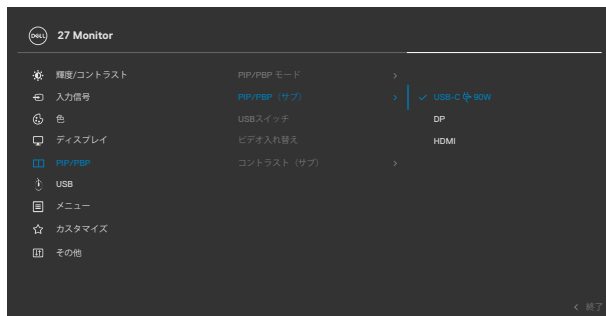 DELL 27 Monitor
輝度/コントラスト PIP/PBP モード
入力信号 PIP/PBP（サブ） USB-C 90W
色 USBスイッチ DP
ディスプレイ ビデオ入れ替え HDMI
PIP/PBP コントラスト（サブ）
USB
メニュー
カスタマイズ
その他
終了